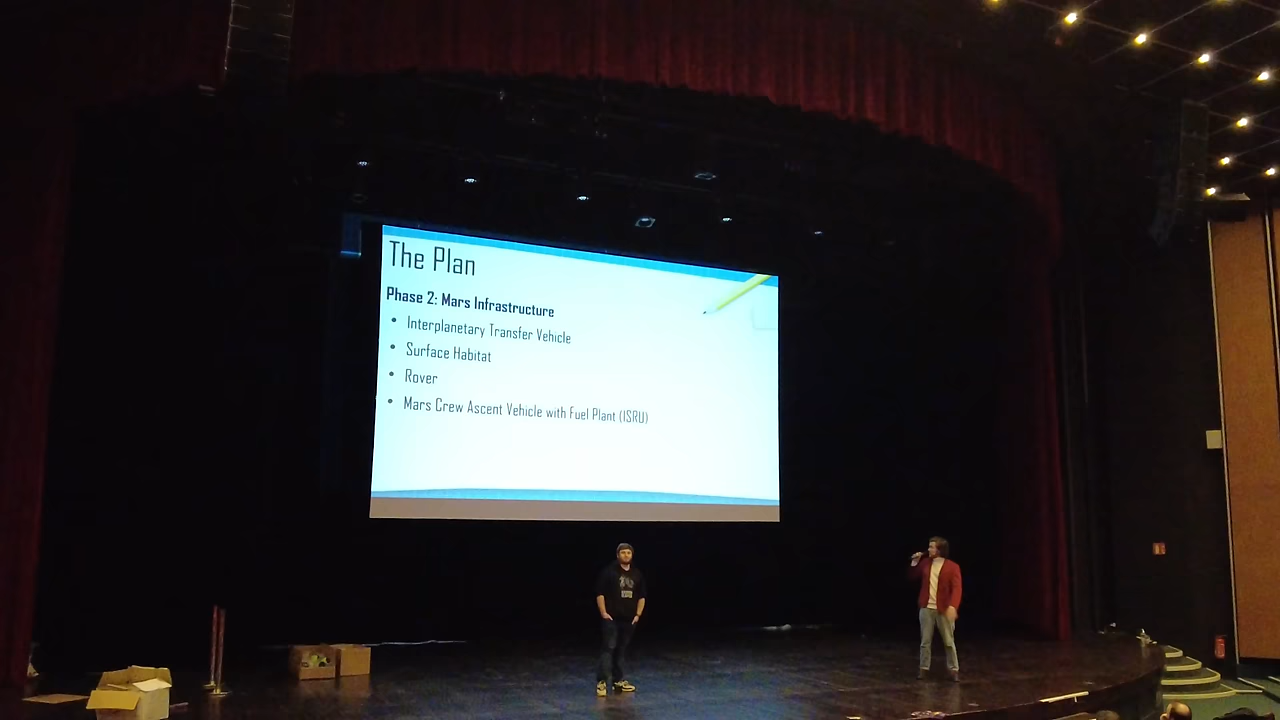 The Plan
Phase 2: Mars Infrastructure
• Interplanetary Transfer Vehicle
• Surface Habitat
• Rover
• Mars Crew Ascent Vehicle with Fuel Plant (ISRU)